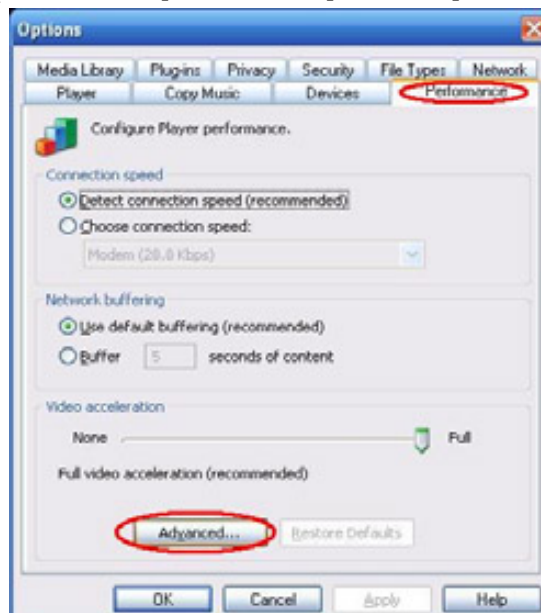 Options
Media Library Plug-ins Privacy Security File Types Network
Player Copy Music Devices Performance
Configure Player performance.
Connection speed
Detect connection speed (recommended)
Choose connection speed:
Modem (28.8 Kbps)
Network buffering
Use default buffering (recommended)
Buffer 5 seconds of content
Video acceleration
None Full
Full video acceleration (recommended)
Advanced... Restore Defaults
OK Cancel Apply Help